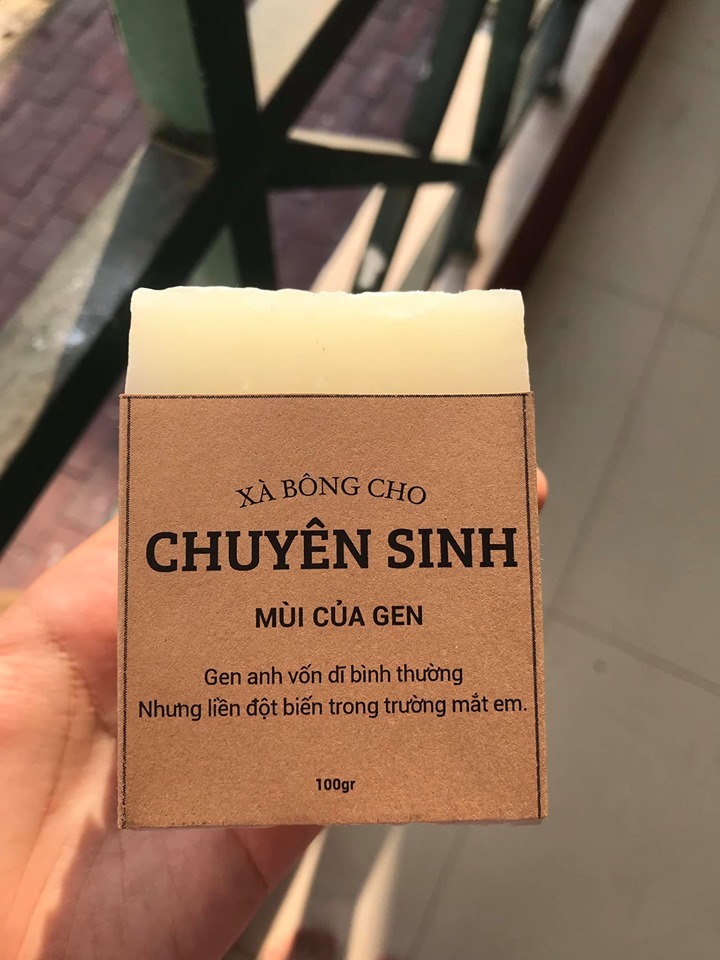 XÀ BÔNG CHO
CHUYÊN SINH
MÙI CỦA GEN
Gen anh vốn dĩ bình thường
Nhưng liền đột biến trong trường mắt em.
100gr